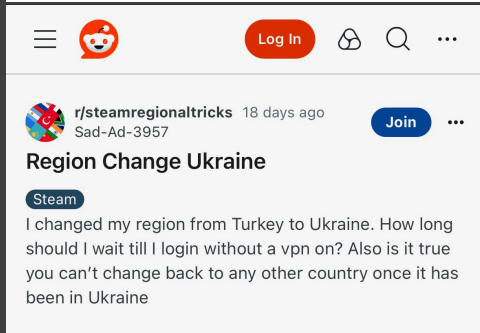 Log In
r/steamregionaltricks 18 days ago
Sad-Ad-3957
Join
Region Change Ukraine
Steam
I changed my region from Turkey to Ukraine. How long
should I wait till I login without a vpn on? Also is it true
you can’t change back to any other country once it has
been in Ukraine